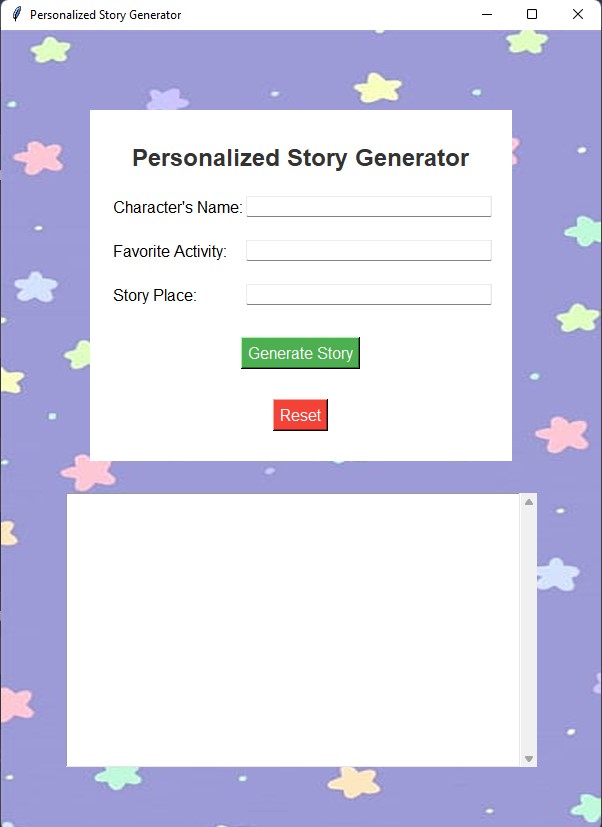 Personalized Story Generator
Personalized Story Generator
Character's Name:
Favorite Activity:
Story Place:
Generate Story
Reset